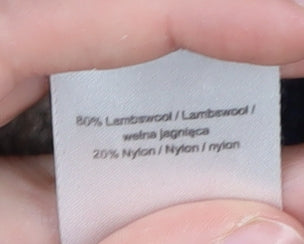 80% Lambswool / Lambswool /
wełna jagnięca
20% Nylon / Nylon / nylon